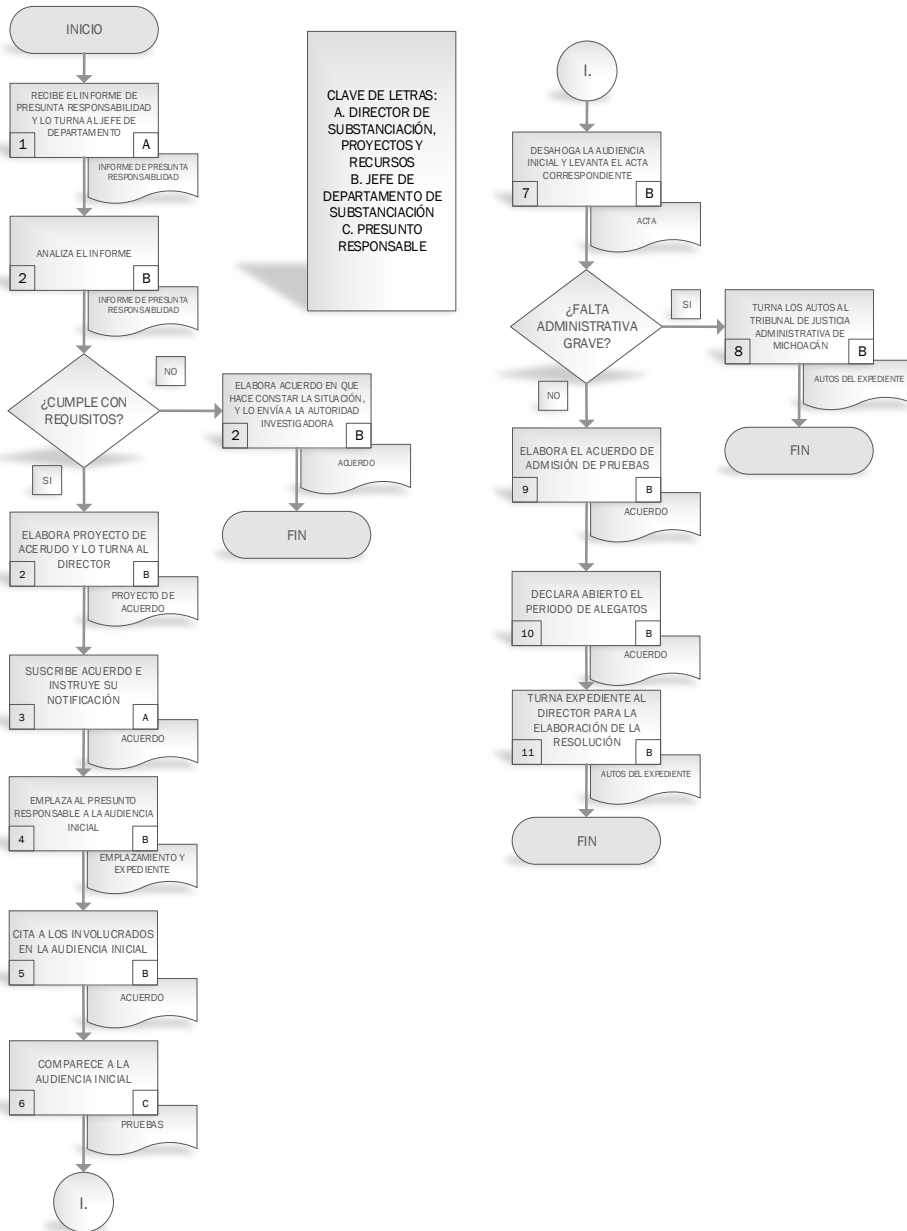 INICIO
RECIBE EL INFORME DE
PRESUNTA RESPONSABILIDAD
Y LO TURNA AL JEFE DE
DEPARTAMENTO
1
A
INFORME DE PRESUNTA
RESPONSAIBLIDAD
ANALIZA EL INFORME
2
B
INFORME DE PRESUNTA
RESPONSAIBLIDAD
¿CUMPLE CON
REQUISITOS?
NO
ELABORA ACUERDO EN QUE
HACE CONSTAR LA SITUACIÓN,
Y LO ENVÍA A LA AUTORIDAD
INVESTIGADORA
2
B
ACUERDO
FIN
SI
ELABORA PROYECTO DE
ACERUDO Y LO TURNA AL
DIRECTOR
2
B
PROYECTO DE
ACUERDO
SUSCRIBE ACUERDO E
INSTRUYE SU
NOTIFICACIÓN
3
A
ACUERDO
EMPLAZA AL PRESUNTO
RESPONSABLE A LA AUDIENCIA
INICIAL
4
B
EMPLAZAMIENTO Y
EXPEDIENTE
CITA A LOS INVOLUCRADOS
EN LA AUDIENCIA INICIAL
5
B
ACUERDO
COMPARECE A LA
AUDIENCIA INICIAL
6
C
PRUEBAS
I.
CLAVE DE LETRAS:
A. DIRECTOR DE
SUBSTANCIACIÓN,
PROYECTOS Y
RECURSOS
B. JEFE DE
DEPARTAMENTO DE
SUBSTANCIACIÓN
C. PRESUNTO
RESPONSABLE
I.
DESAHOGA LA AUDIENCIA
INICIAL Y LEVANTA EL ACTA
CORRESPONDIENTE
7
B
ACTA
¿FALTA
ADMINISTRATIVA
GRAVE?
SI
TURNA LOS AUTOS AL
TRIBUNAL DE JUSTICIA
ADMINISTRATIVA DE
MICHOACÁN
8
B
AUTOS DEL EXPEDIENTE
FIN
NO
ELABORA EL ACUERDO DE
ADMISIÓN DE PRUEBAS
9
B
ACUERDO
DECLARA ABIERTO EL
PERIODO DE ALEGATOS
10
B
ACUERDO
TURNA EXPEDIENTE AL
DIRECTOR PARA LA
ELABORACIÓN DE LA
RESOLUCIÓN
11
B
AUTOS DEL EXPEDIENTE
FIN